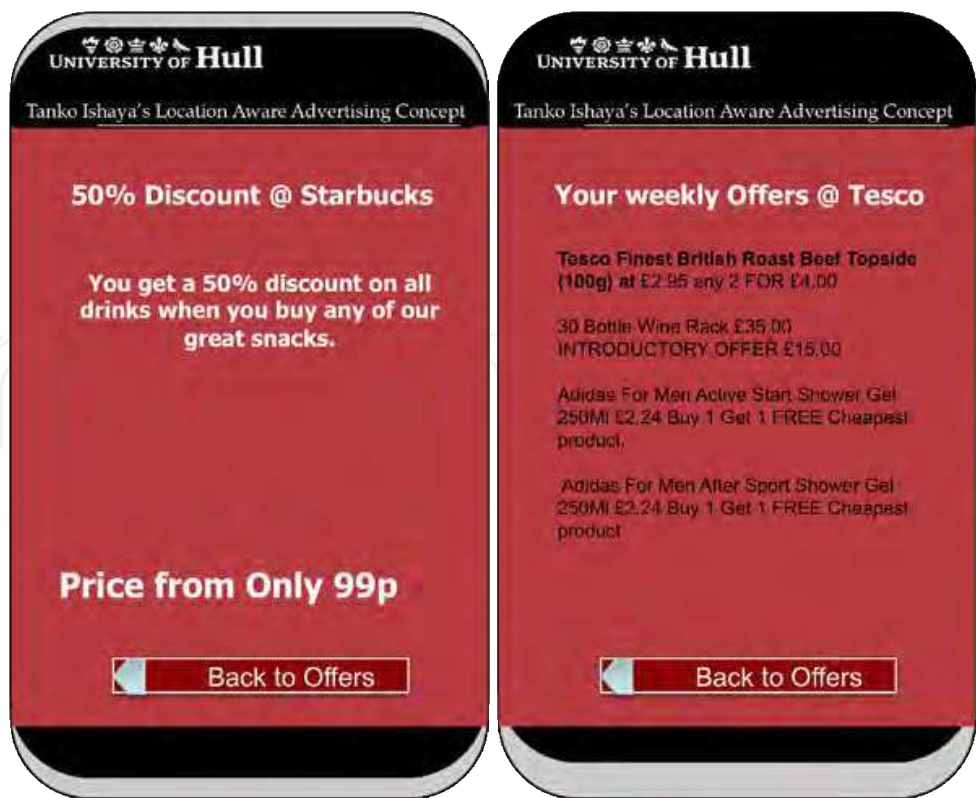 UNIVERSITY OF Hull
Tanko Ishaya's Location Aware Advertising Concept
50% Discount @ Starbucks
You get a 50% discount on all
drinks when you buy any of our
great snacks.
Price from Only 99p
Back to Offers
UNIVERSITY OF Hull
Tanko Ishaya's Location Aware Advertising Concept
Your weekly Offers @ Tesco
Tesco Finest British Roast Beef Topside
(100g) at £2.95 any 2 FOR £4.00
30 Bottle Wine Rack £35.00
INTRODUCTORY OFFER £15.00
Adidas For Men Active Start Shower Gel
250Ml £2.24 Buy 1 Get 1 FREE Cheapest
product.
Adidas For Men After Sport Shower Gel
250Ml £2.24 Buy 1 Get 1 FREE Cheapest
product
Back to Offers